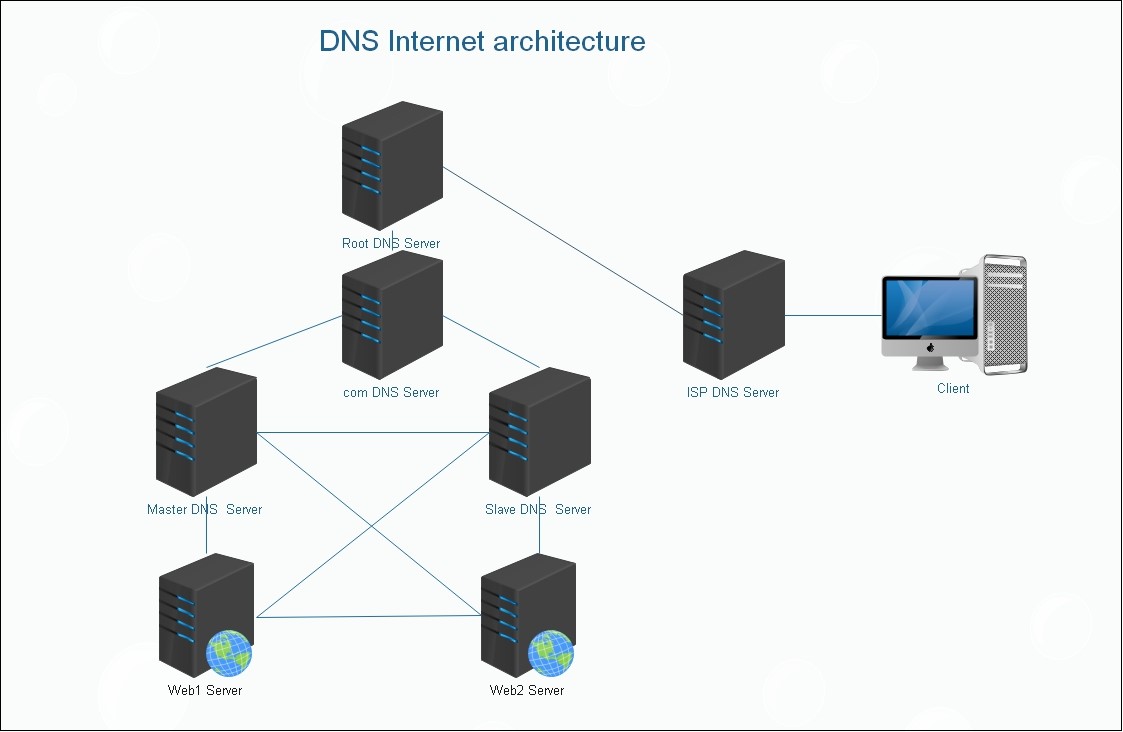 DNS Internet architecture
Root DNS Server
com DNS Server
ISP DNS Server
Client
Master DNS  Server
Slave DNS  Server
Web1 Server
Web2 Server